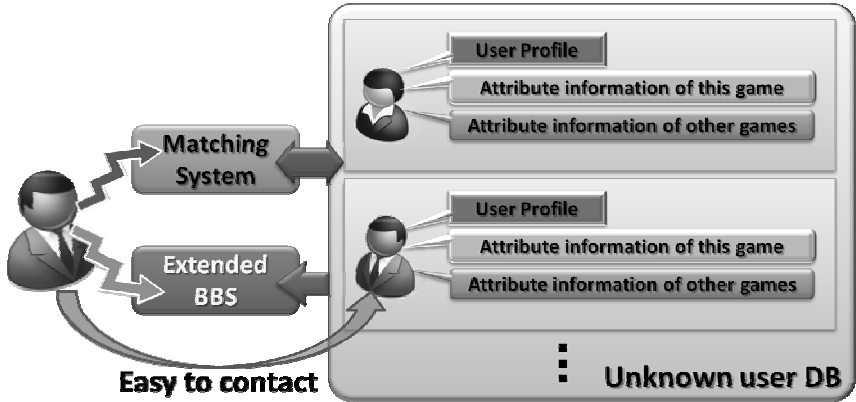 User Profile
Attribute information of this game
Attribute information of other games
Matching
System
User Profile
Attribute information of this game
Attribute information of other games
Extended
BBS
Easy to contact
Unknown user DB